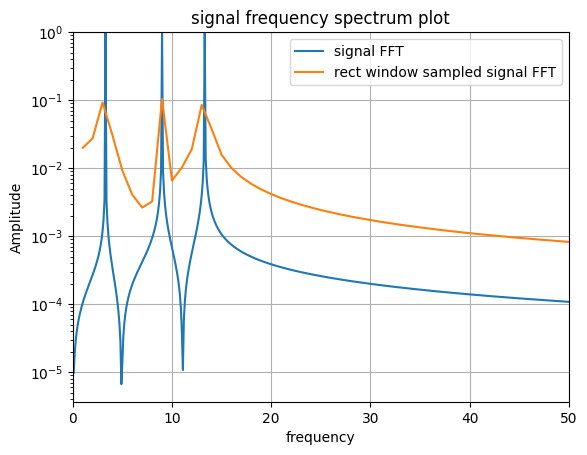 signal frequency spectrum plot
signal FFT
rect window sampled signal FFT
Amplitude
10⁰
10⁻¹
10⁻²
10⁻³
10⁻⁴
10⁻⁵
0 10 20 30 40 50
frequency